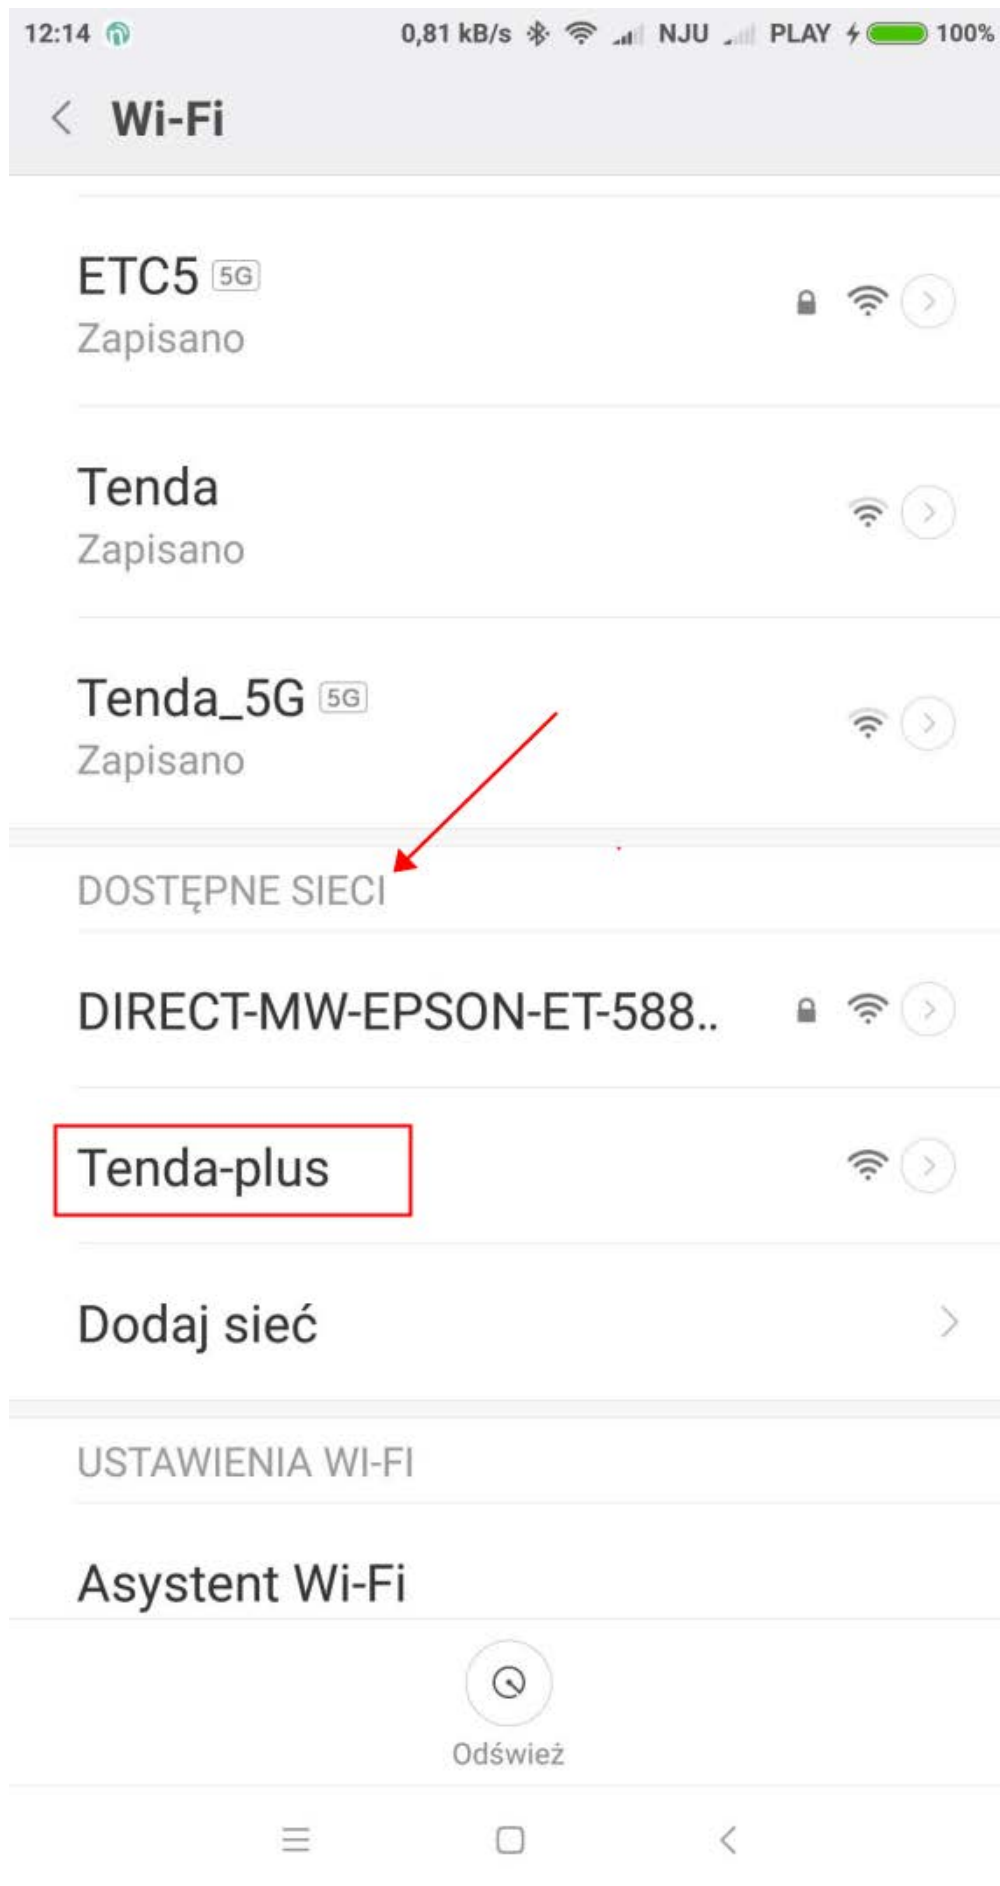 12:14 0,81 kB/s NJU PLAY 100%
Wi-Fi
ETC5 5G
Zapisano
Tenda
Zapisano
Tenda_5G 5G
Zapisano
DOSTĘPNE SIECI
DIRECT-MW-EPSON-ET-588..
Tenda-plus
Dodaj sieć
USTAWIENIA WI-FI
Asystent Wi-Fi
Odśwież